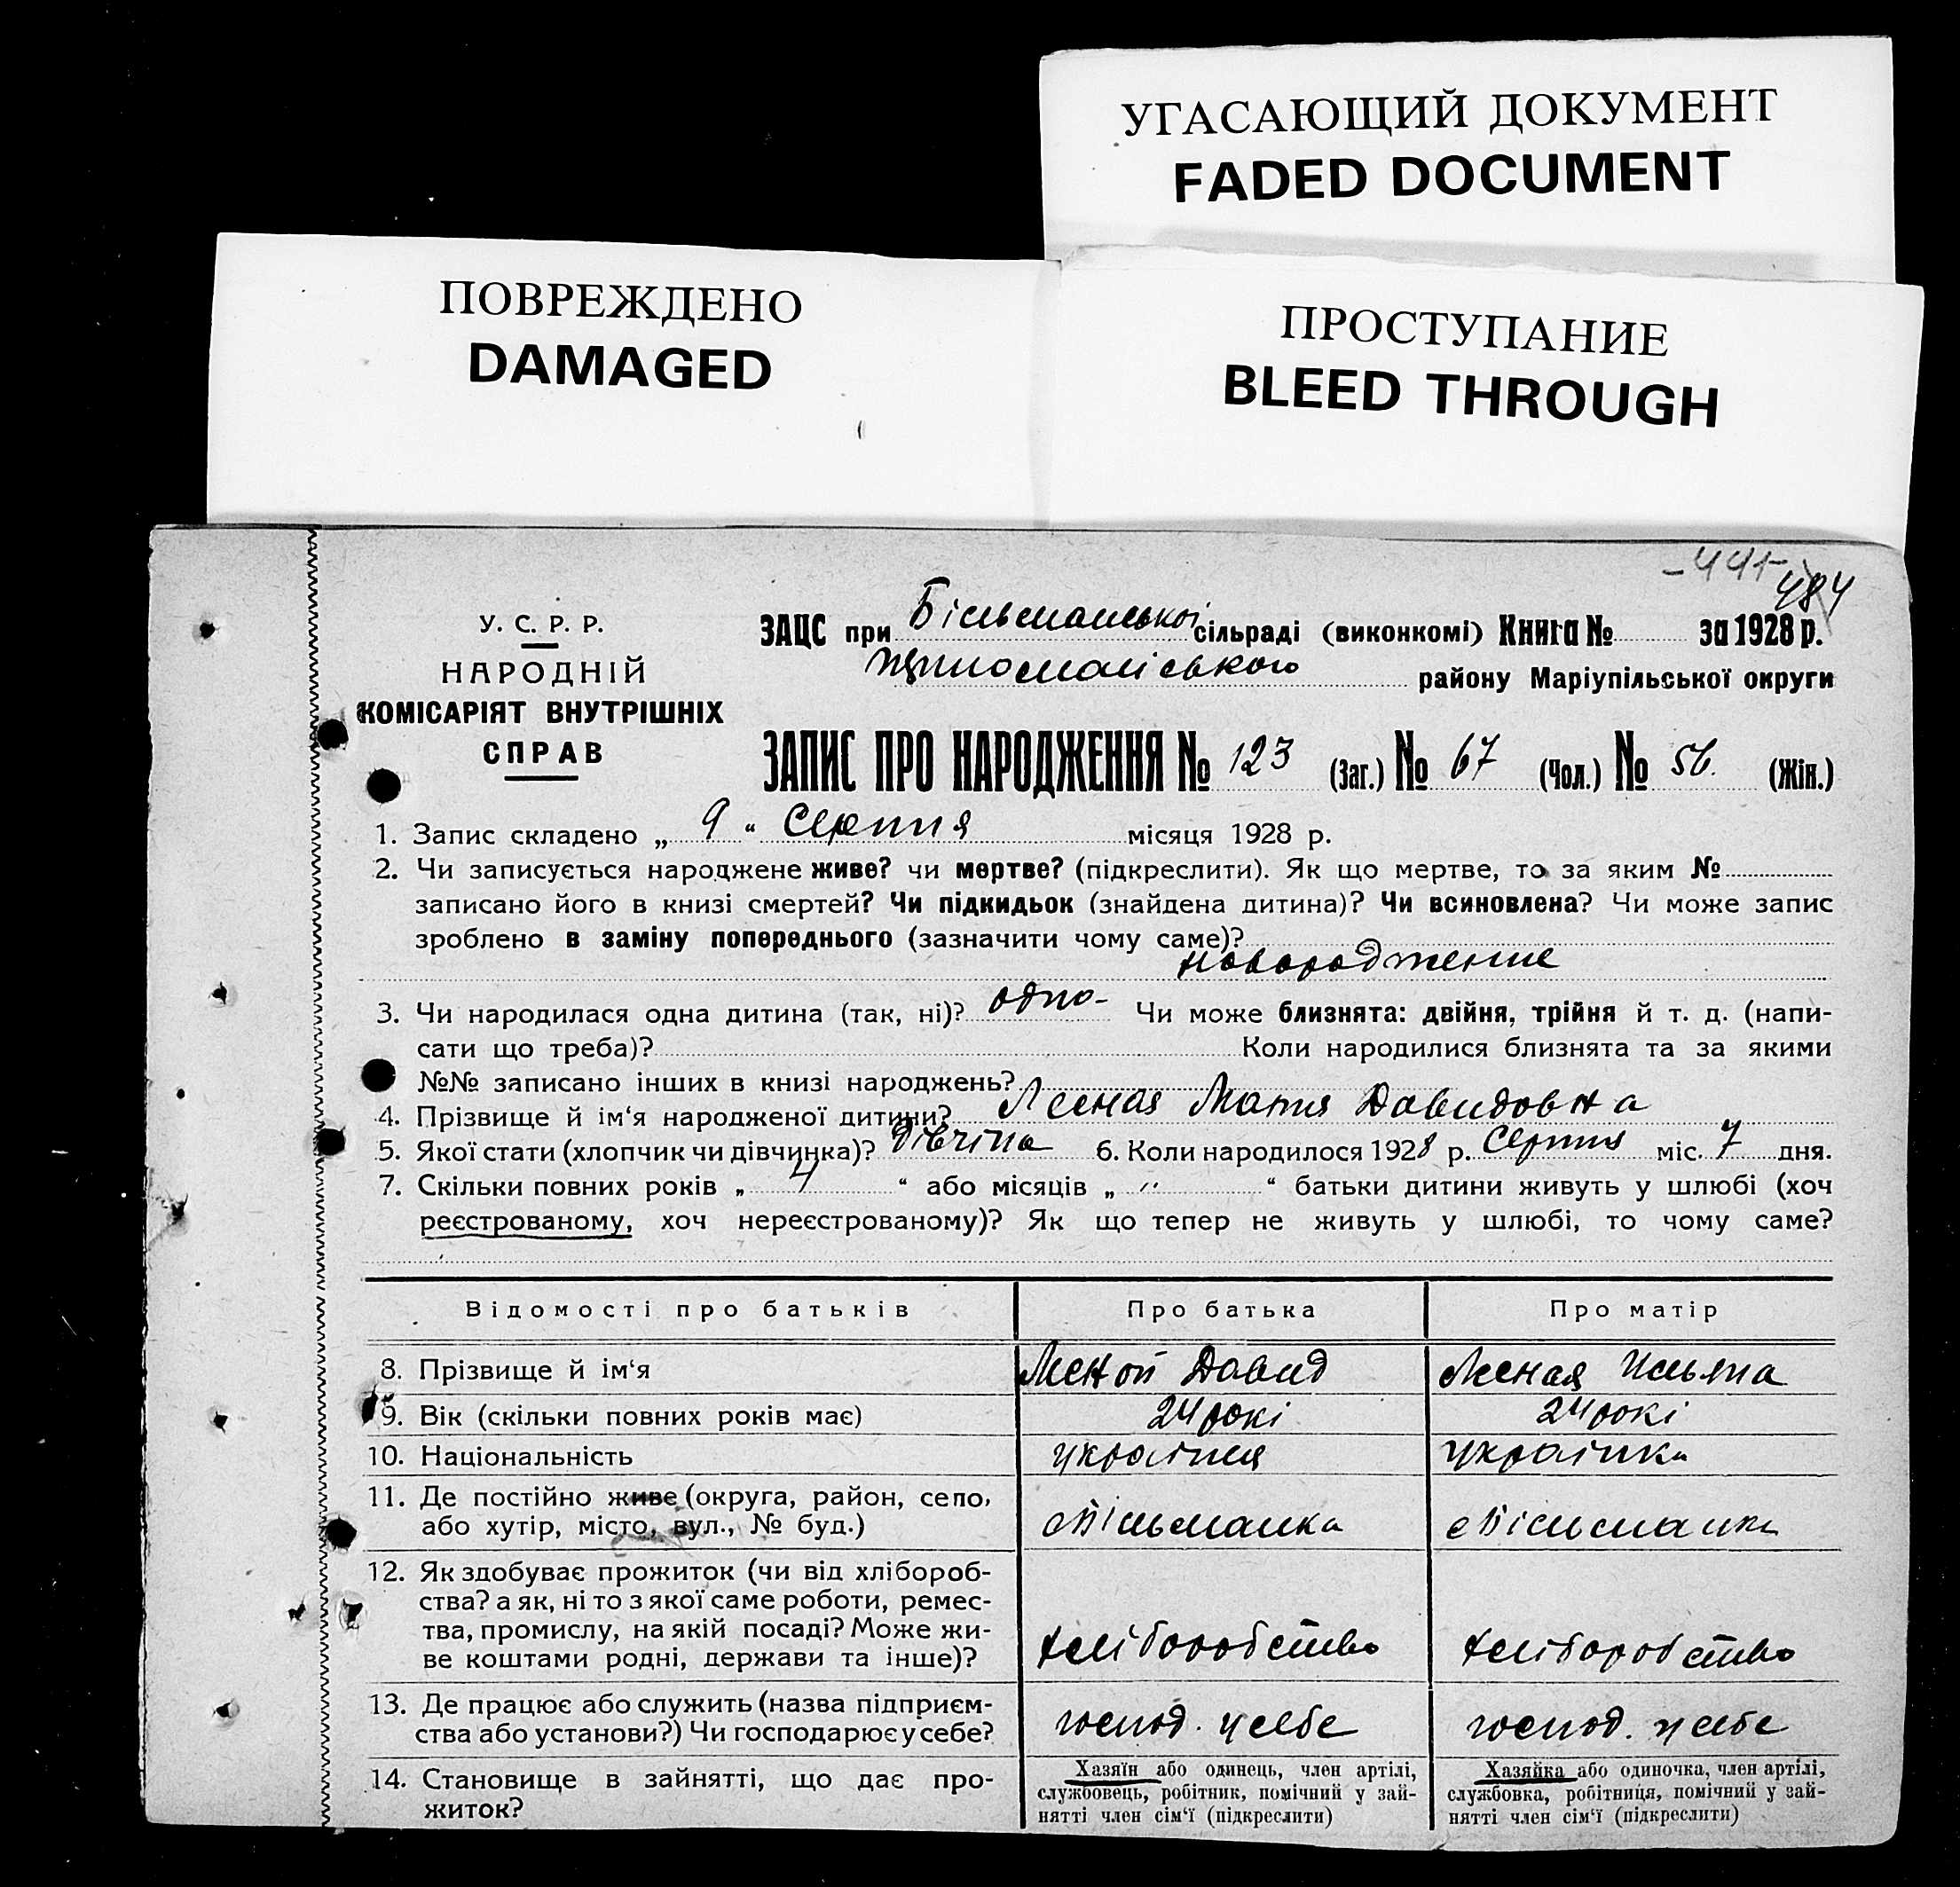 УГАСАЮЩИЙ ДОКУМЕНТ
FADED DOCUMENT
ПОВРЕЖДЕНО
DAMAGED
ПРОСТУПАНИЕ
BLEED THROUGH
484
У. С. Р. Р.
НАРОДНІЙ
КОМІСАРІЯТ ВНУТРІШНІХ
СПРАВ
ЗАЦС при Більманської сільраді (виконкомі) Книга № за 1928 р.
району Маріупільської округи
ЗАПИС ПРО НАРОДЖЕННЯ № 123 (Заг.) № 67 (Чол.) № 56. (Жін.)
1. Запис складено „ 9 “ Серпня місяця 1928 р.
2. Чи записується народжене живе? чи мертве? (підкреслити). Як що мертве, то за яким №
записано його в книзі смертей? Чи підкидьок (знайдена дитина)? Чи всиновлена? Чи може запис
зроблено в заміну попереднього (зазначити чому саме)?
новородженне
3. Чи народилася одна дитина (так, ні)? одно- Чи може близнята: двійня, трійня й т. д. (напи-
сати що треба)? Коли народилися близнята та за якими
№№ записано інших в книзі народжень?
4. Прізвище й ім‘я народженої дитини? Лесная Мария Давидовна
5. Якої стати (хлопчик чи дівчинка)? дівчіна 6. Коли народилося 1928 р. Серпня міс. 7 дня.
7. Скільки повних років „ 4 “ або місяців „ “ батьки дитини живуть у шлюбі (хоч
реєстрованому, хоч нереєстрованому)? Як що тепер не живуть у шлюбі, то чому саме?
Відомості про батьків Про батька Про матір
8. Прізвище й ім‘я Лесной Давид Лесная
9. Вік (скільки повних років має) 24 рокі 24 рокі
10. Національність україна українка
11. Де постійно живе (округа, район, село,
або хутір, місто, вул., № буд.) с Більманка с Більманка
12. Як здобуває прожиток (чи від хлібороб-
ства? а як, ні то з якої саме роботи, ремес-
тва, промислу, на якій посаді? Може жи-
ве коштами родні, держави та інше)? хліборобство хліборобство
13. Де працює або служить (назва підприєм-
ства або установи?) Чи господарює у себе? господ. у себе господ. у себе
14. Становище в зайнятті, що дає про-
житок?
Хазяїн або одинець, член артілі,
службовець, робітник, помічний у зай-
нятті член сім‘ї (підкреслити)
Хазяйка або одиночка, член артілі,
службовка, робітниця, помічний у зай-
нятті член сім‘ї (підкреслити)